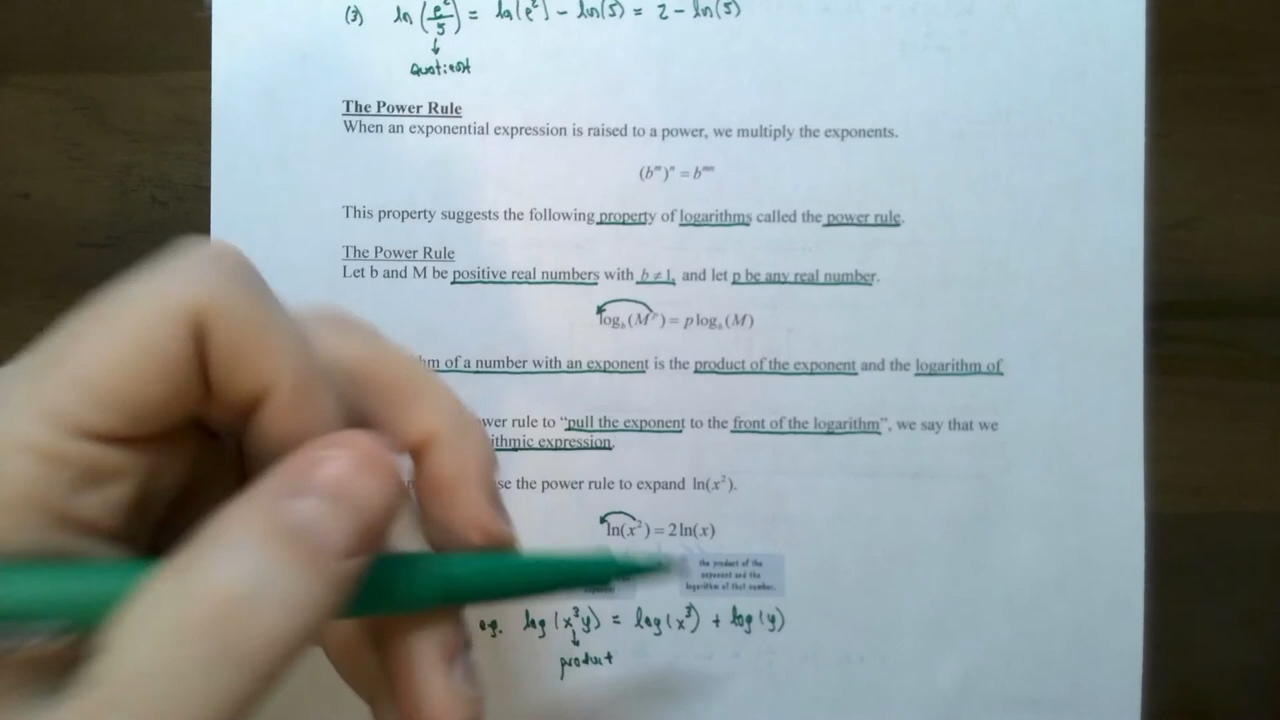 (3) ln(e²/5) = ln(e²) - ln(5) = 2 - ln(5)
Quotient
The Power Rule
When an exponential expression is raised to a power, we multiply the exponents.
(bᵐ)ⁿ = bᵐⁿ
This property suggests the following property of logarithms called the power rule.
The Power Rule
Let b and M be positive real numbers with b ≠ 1, and let p be any real number.
log_b(Mᵖ) = p log_b(M)
of a number with an exponent is the product of the exponent and the logarithm of
rule to “pull the exponent to the front of the logarithm”, we say that we
expression.
the power rule to expand ln(x²).
ln(x²) = 2 ln(x)
the product of the
exponent and the
logarithm of that number.
eg. log(x³y) = log(x³) + log(y)
product